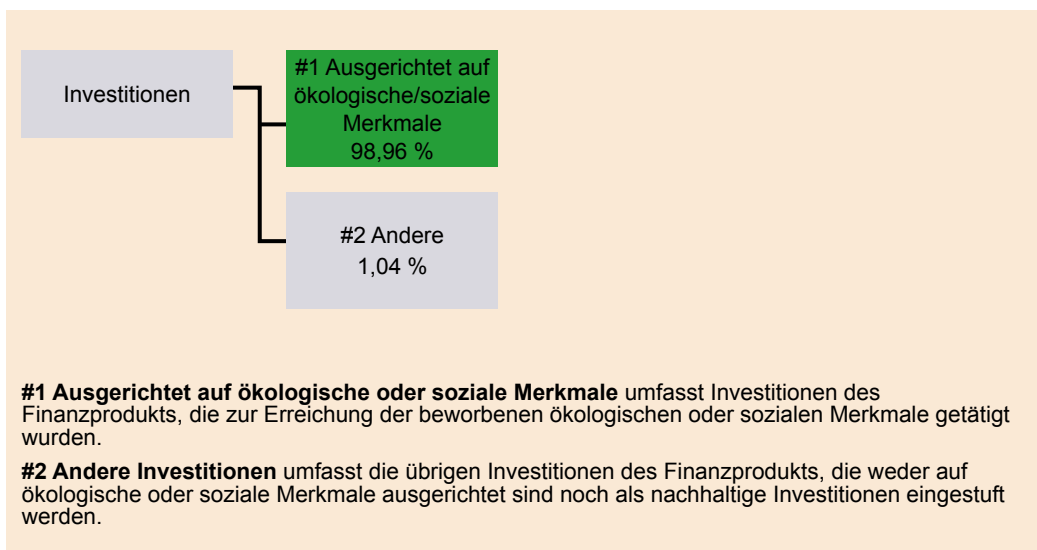 Investitionen
#1 Ausgerichtet auf
ökologische/soziale
Merkmale
98,96 %
#2 Andere
1,04 %
#1 Ausgerichtet auf ökologische oder soziale Merkmale umfasst Investitionen des
Finanzprodukts, die zur Erreichung der beworbenen ökologischen oder sozialen Merkmale getätigt
wurden.
#2 Andere Investitionen umfasst die übrigen Investitionen des Finanzprodukts, die weder auf
ökologische oder soziale Merkmale ausgerichtet sind noch als nachhaltige Investitionen eingestuft
werden.